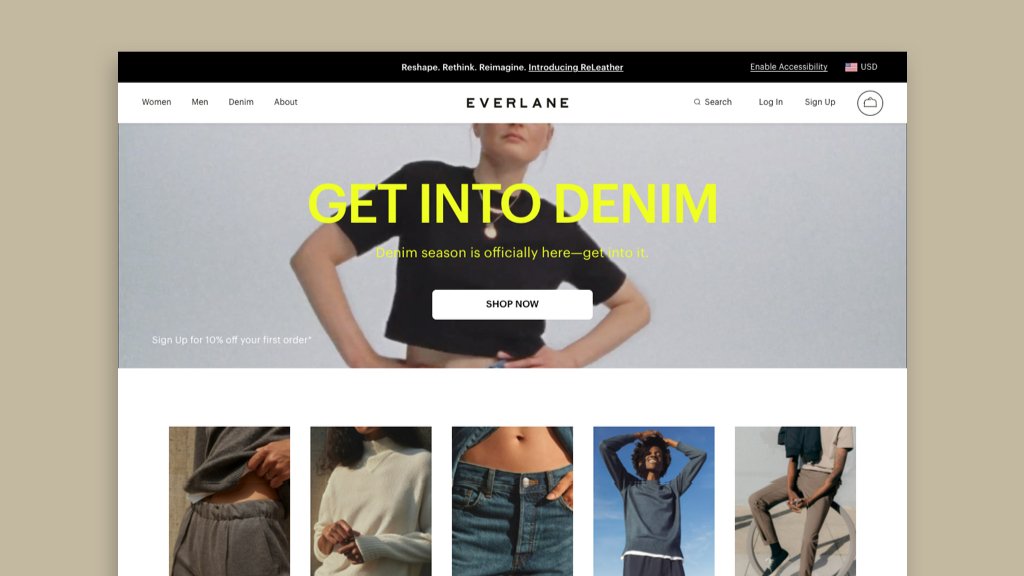 Reshape. Rethink. Reimagine. Introducing ReLeather
Enable Accessibility
USD
Women
Men
Denim
About
EVERLANE
Search
Log In
Sign Up
GET INTO DENIM
Denim season is officially here—get into it.
SHOP NOW
Sign Up for 10% off your first order*